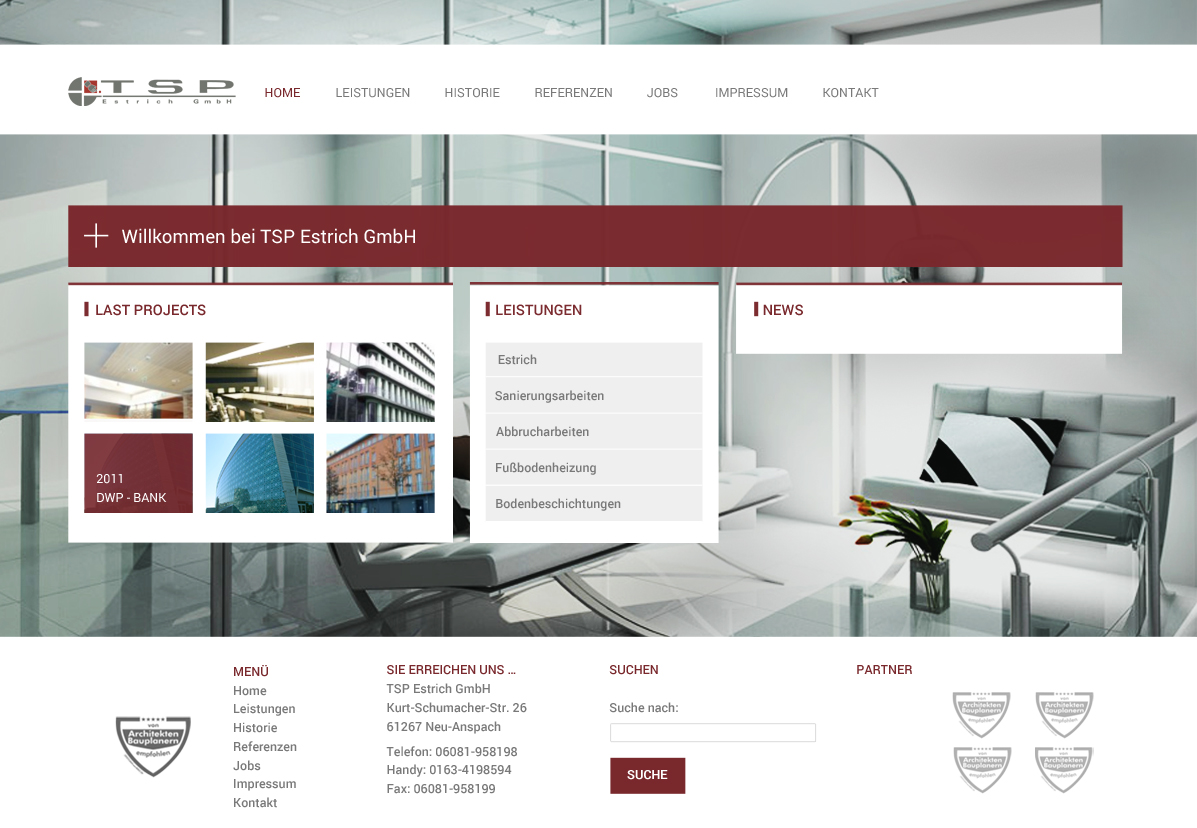 TSP
Estrich GmbH
HOME
LEISTUNGEN
HISTORIE
REFERENZEN
JOBS
IMPRESSUM
KONTAKT
Willkommen bei TSP Estrich GmbH
LAST PROJECTS
2011
DWP - BANK
LEISTUNGEN
Estrich
Sanierungsarbeiten
Abbrucharbeiten
Fußbodenheizung
Bodenbeschichtungen
NEWS
von
Architekten
Bauplanern
empfohlen
MENÜ
Home
Leistungen
Historie
Referenzen
Jobs
Impressum
Kontakt
SIE ERREICHEN UNS ...
TSP Estrich GmbH
Kurt-Schumacher-Str. 26
61267 Neu-Anspach
Telefon: 06081-958198
Handy: 0163-4198594
Fax: 06081-958199
SUCHEN
Suche nach:
SUCHE
PARTNER
von
Architekten
Bauplanern
empfohlen
von
Architekten
Bauplanern
empfohlen
von
Architekten
Bauplanern
empfohlen
von
Architekten
Bauplanern
empfohlen